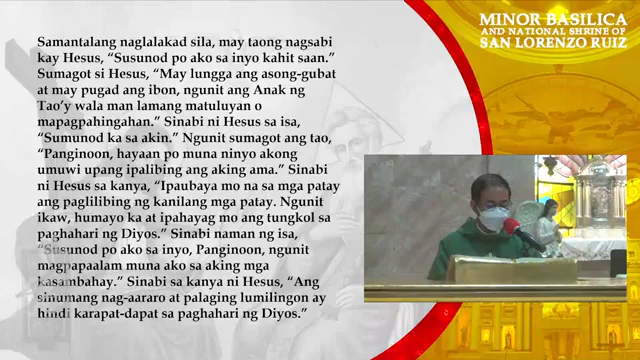 Samantalang naglalakad sila, may taong nagsabi
kay Hesus, “Susunod po ako sa inyo kahit saan.”
Sumagot si Hesus, “May lungga ang asong-gubat
at may pugad ang ibon, ngunit ang Anak ng
Tao’y wala man lamang matuluyan o
mapagpahingahan.” Sinabi ni Hesus sa isa,
“Sumunod ka sa akin.” Ngunit sumagot ang tao,
“Panginoon, hayaan po muna ninyo akong
umuwi upang ipalibing ang aking ama.” Sinabi
ni Hesus sa kanya, “Ipaubaya mo na sa mga patay
ang paglilibing ng kanilang mga patay. Ngunit
ikaw, humayo ka at ipahayag mo ang tungkol sa
paghahari ng Diyos.” Sinabi naman ng isa,
“Susunod po ako sa inyo, Panginoon, ngunit
magpapaalam muna ako sa aking mga
kasambahay.” Sinabi sa kanya ni Hesus, “Ang
sinumang nag-aararo at palaging lumilingon ay
hindi karapat-dapat sa paghahari ng Diyos.”
MINOR BASILICA
AND NATIONAL SHRINE OF
SAN LORENZO RUIZ